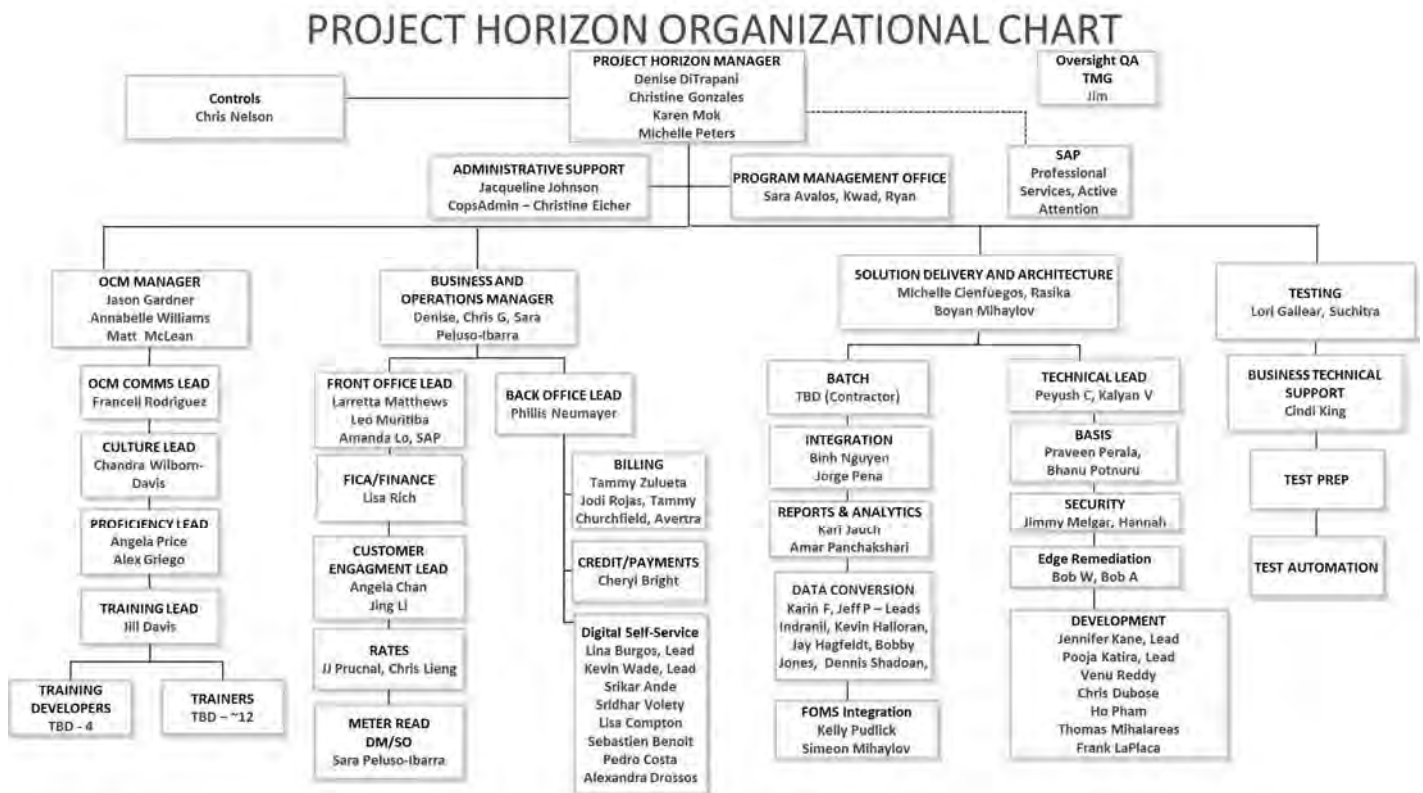 PROJECT HORIZON ORGANIZATIONAL CHART
PROJECT HORIZON MANAGER
Denise DiTrapani
Christine Gonzales
Karen Mok
Michelle Peters
Oversight QA
TMG
Jim
Controls
Chris Nelson
ADMINISTRATIVE SUPPORT
Jacqueline Johnson
CopsAdmin – Christine Eicher
PROGRAM MANAGEMENT OFFICE
Sara Avalos, Kwad, Ryan
SAP
Professional
Services, Active
Attention
OCM MANAGER
Jason Gardner
Annabelle Williams
Matt McLean
OCM COMMS LEAD
Francell Rodriguez
CULTURE LEAD
Chandra Wilborn-
Davis
PROFICIENCY LEAD
Angela Price
Alex Griego
TRAINING LEAD
Jill Davis
TRAINING
DEVELOPERS
TBD - 4
TRAINERS
TBD – ~12
BUSINESS AND
OPERATIONS MANAGER
Denise, Chris G, Sara
Peluso-Ibarra
FRONT OFFICE LEAD
Larretta Matthews
Leo Muritiba
Amanda Lo, SAP
FICA/FINANCE
Lisa Rich
CUSTOMER
ENGAGMENT LEAD
Angela Chan
Jing Li
RATES
JJ Prucnal, Chris Lieng
METER READ
DM/SO
Sara Peluso-Ibarra
BACK OFFICE LEAD
Phillis Neumayer
BILLING
Tammy Zulueta
Jodi Rojas, Tammy
Churchfield, Avertra
CREDIT/PAYMENTS
Cheryl Bright
Digital Self-Service
Lina Burgos, Lead
Kevin Wade, Lead
Srikar Ande
Sridhar Volety
Lisa Compton
Sebastien Benoit
Pedro Costa
Alexandra Drossos
SOLUTION DELIVERY AND ARCHITECTURE
Michelle Cienfuegos, Rasika
Boyan Mihaylov
BATCH
TBD (Contractor)
INTEGRATION
Binh Nguyen
Jorge Pena
REPORTS & ANALYTICS
Kari Jauch
Amar Panchakshari
DATA CONVERSION
Karin F, Jeff P – Leads
Indranil, Kevin Halloran,
Jay Hagfeldt, Bobby
Jones, Dennis Shadoan,
FOMS Integration
Kelly Pudlick
Simeon Mihaylov
TECHNICAL LEAD
Peyush C, Kalyan V
BASIS
Praveen Perala,
Bhanu Potnuru
SECURITY
Jimmy Melgar, Hannah
Edge Remediation
Bob W, Bob A
DEVELOPMENT
Jennifer Kane, Lead
Pooja Katira, Lead
Venu Reddy
Chris Dubose
Ho Pham
Thomas Mihalareas
Frank LaPlaca
TESTING
Lori Gallear, Suchitra
BUSINESS TECHNICAL
SUPPORT
Cindi King
TEST PREP
TEST AUTOMATION